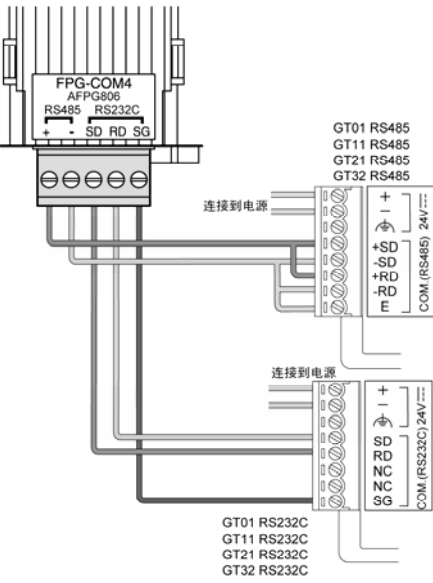 FPG-COM4
AFPG806
RS485 RS232C
+ - SD RD SG
GT01 RS485
GT11 RS485
GT21 RS485
GT32 RS485
连接到电源
+
−
24V
+SD
-SD
+RD
-RD
E
COM.(RS485)
连接到电源
+
−
24V
SD
RD
NC
NC
SG
COM.(RS232C)
GT01 RS232C
GT11 RS232C
GT21 RS232C
GT32 RS232C